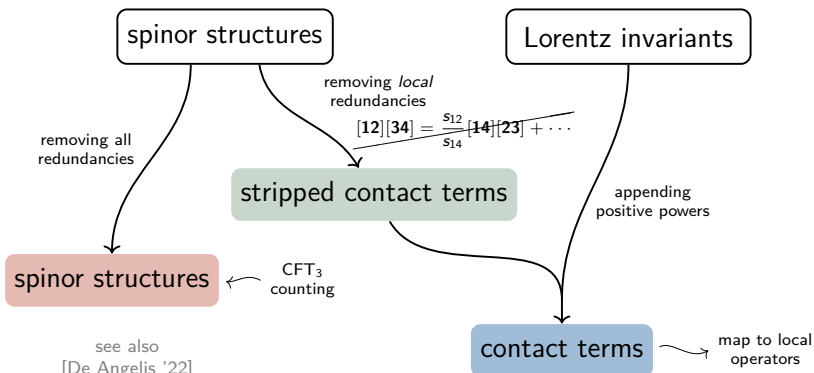 spinor structures
Lorentz invariants
removing local
redundancies
[12][34] = s12/s14 [14][23] + ···
removing all
redundancies
stripped contact terms
appending
positive powers
spinor structures
CFT3
counting
see also
[De Angelis '22]
contact terms
map to local
operators